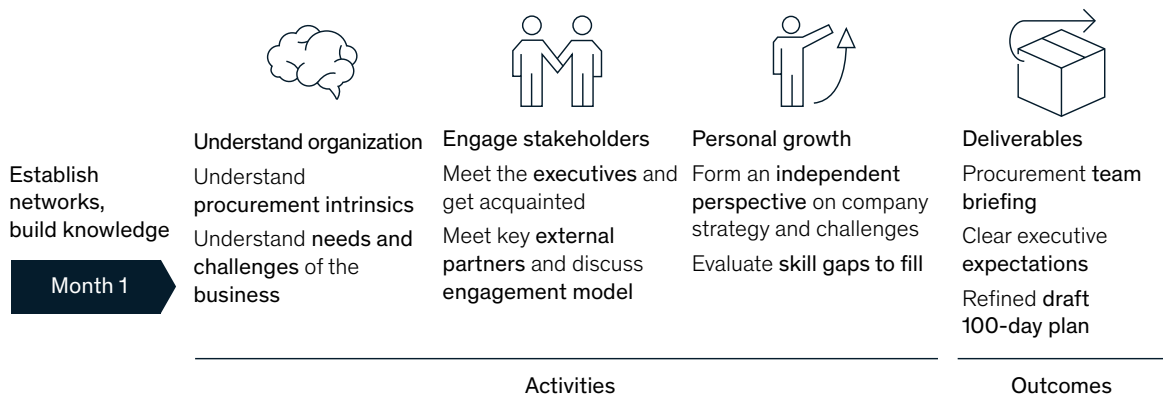 Establish
networks,
build knowledge
Month 1
Understand organization
Understand
procurement intrinsics
Understand needs and
challenges of the
business
Engage stakeholders
Meet the executives and
get acquainted
Meet key external
partners and discuss
engagement model
Personal growth
Form an independent
perspective on company
strategy and challenges
Evaluate skill gaps to fill
Deliverables
Procurement team
briefing
Clear executive
expectations
Refined draft
100-day plan
Activities
Outcomes